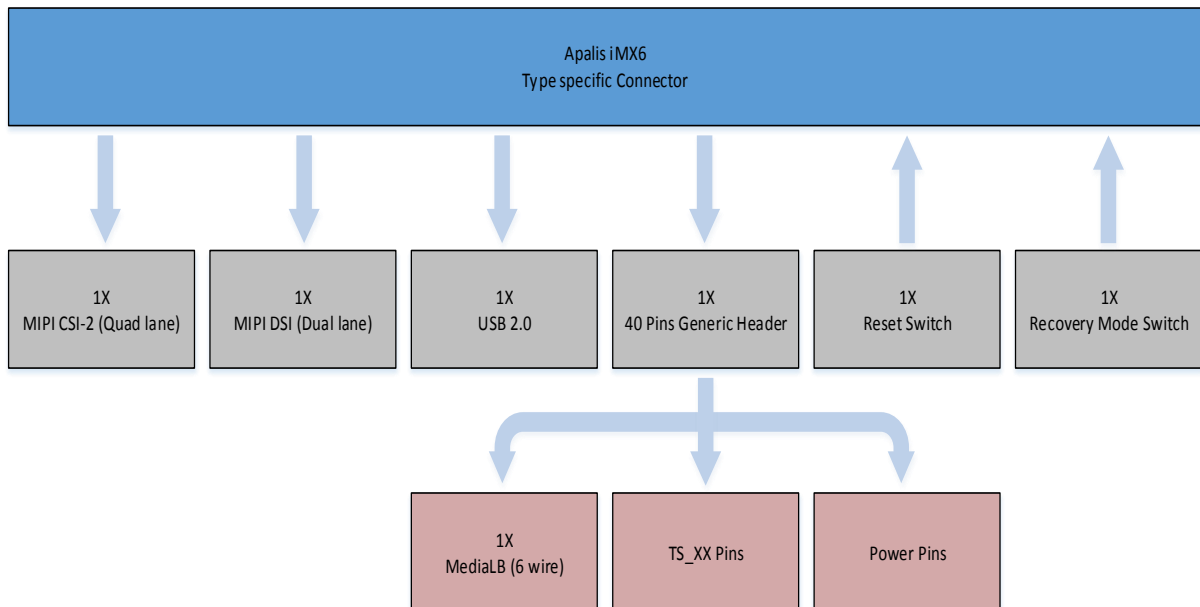 Apalis iMX6
Type specific Connector
1X
MIPI CSI-2 (Quad lane)
1X
MIPI DSI (Dual lane)
1X
USB 2.0
1X
40 Pins Generic Header
1X
Reset Switch
1X
Recovery Mode Switch
1X
MediaLB (6 wire)
TS_XX Pins
Power Pins